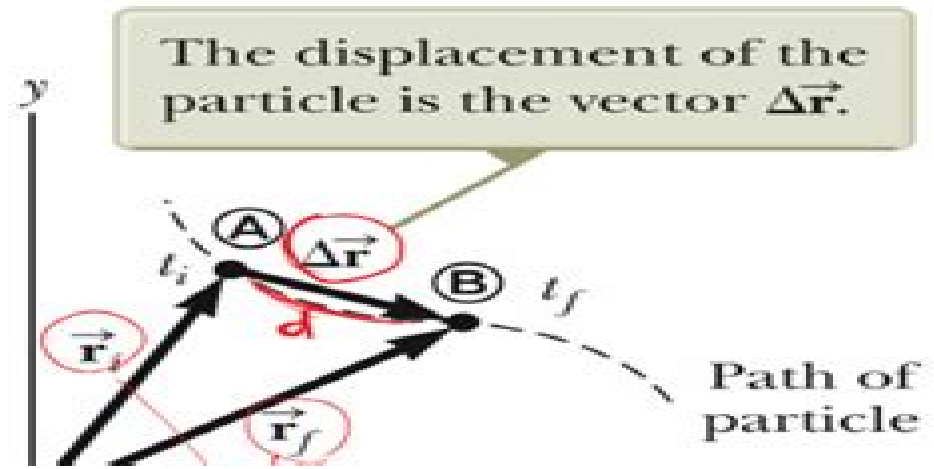 The displacement of the
particle is the vector Δr⃗.
y
A
Δr⃗
t_i
B
t_f
d
r⃗_i
Path of
particle
r⃗_f